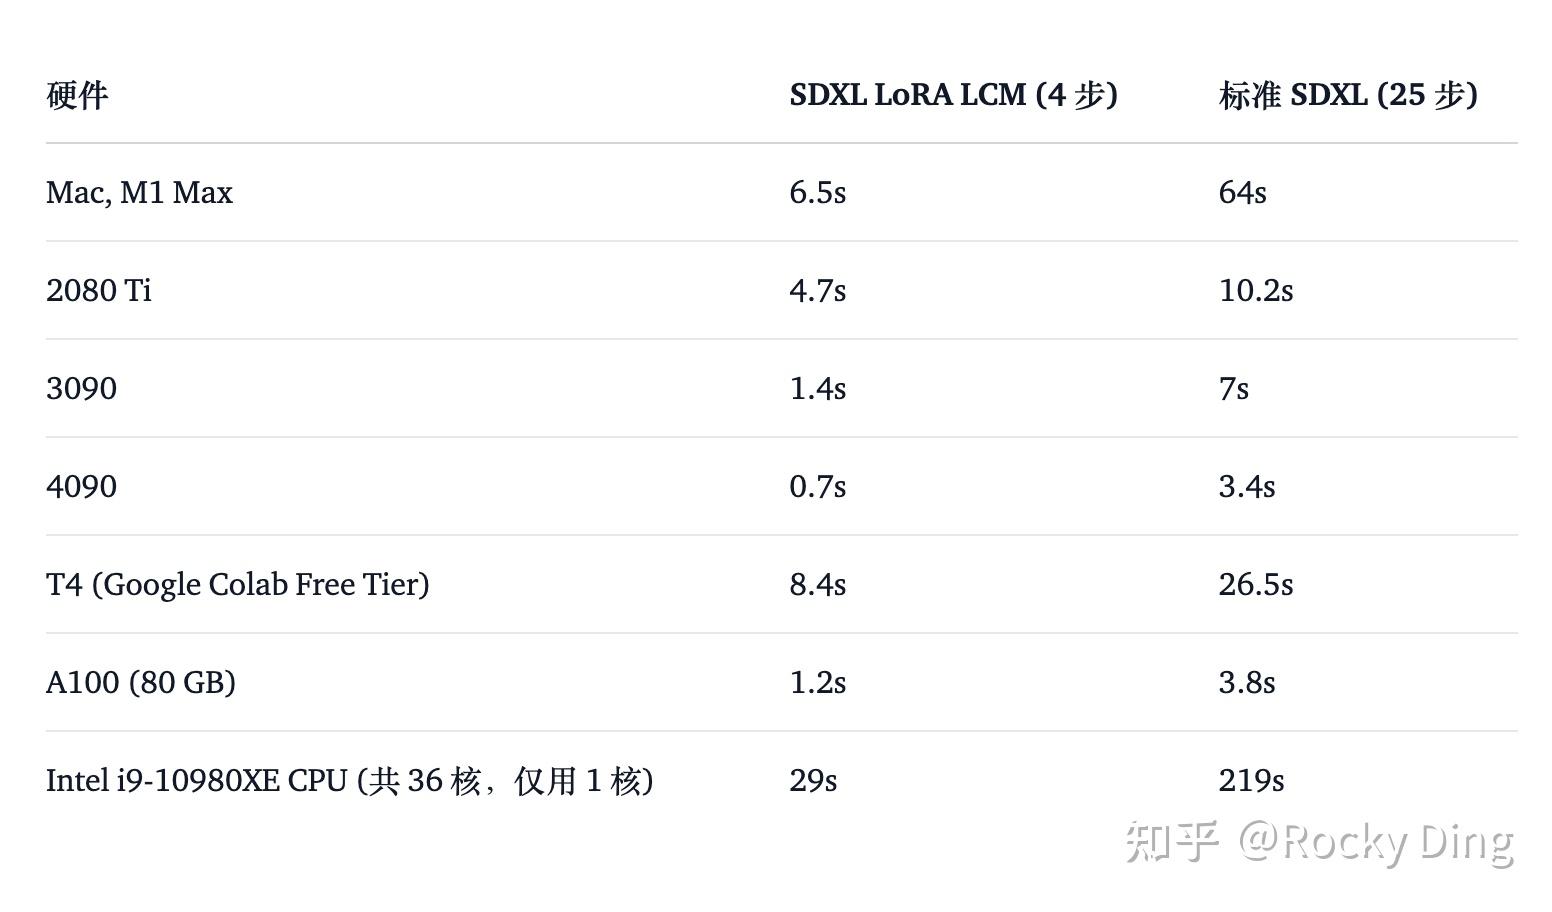 硬件 SDXL LoRA LCM (4 步) 标准 SDXL (25 步)
Mac, M1 Max 6.5s 64s
2080 Ti 4.7s 10.2s
3090 1.4s 7s
4090 0.7s 3.4s
T4 (Google Colab Free Tier) 8.4s 26.5s
A100 (80 GB) 1.2s 3.8s
Intel i9-10980XE CPU (共 36 核，仅用 1 核) 29s 219s
知乎 @Rocky Ding